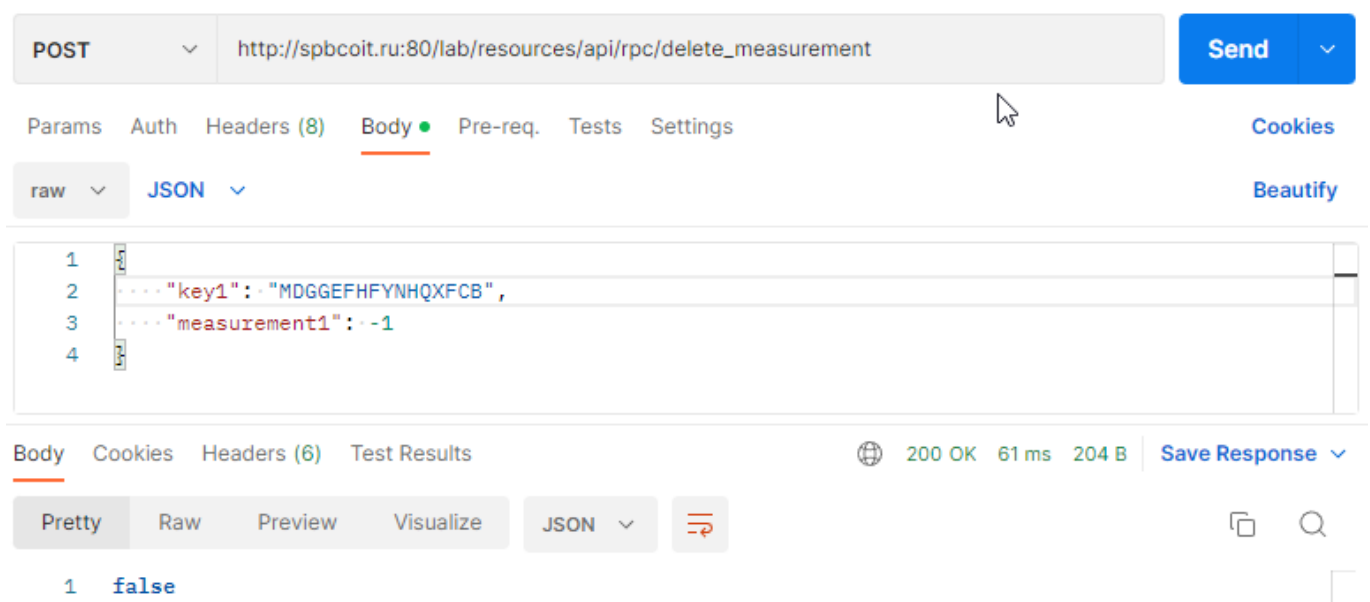 POST http://spbcoit.ru:80/lab/resources/api/rpc/delete_measurement Send
Params Auth Headers (8) Body Pre-req. Tests Settings Cookies
raw JSON Beautify
1 {
2 "key1": "MDGGEFHFYNHQXFCB",
3 "measurement1": -1
4 }
Body Cookies Headers (6) Test Results 200 OK 61 ms 204 B Save Response
Pretty Raw Preview Visualize JSON
1 false